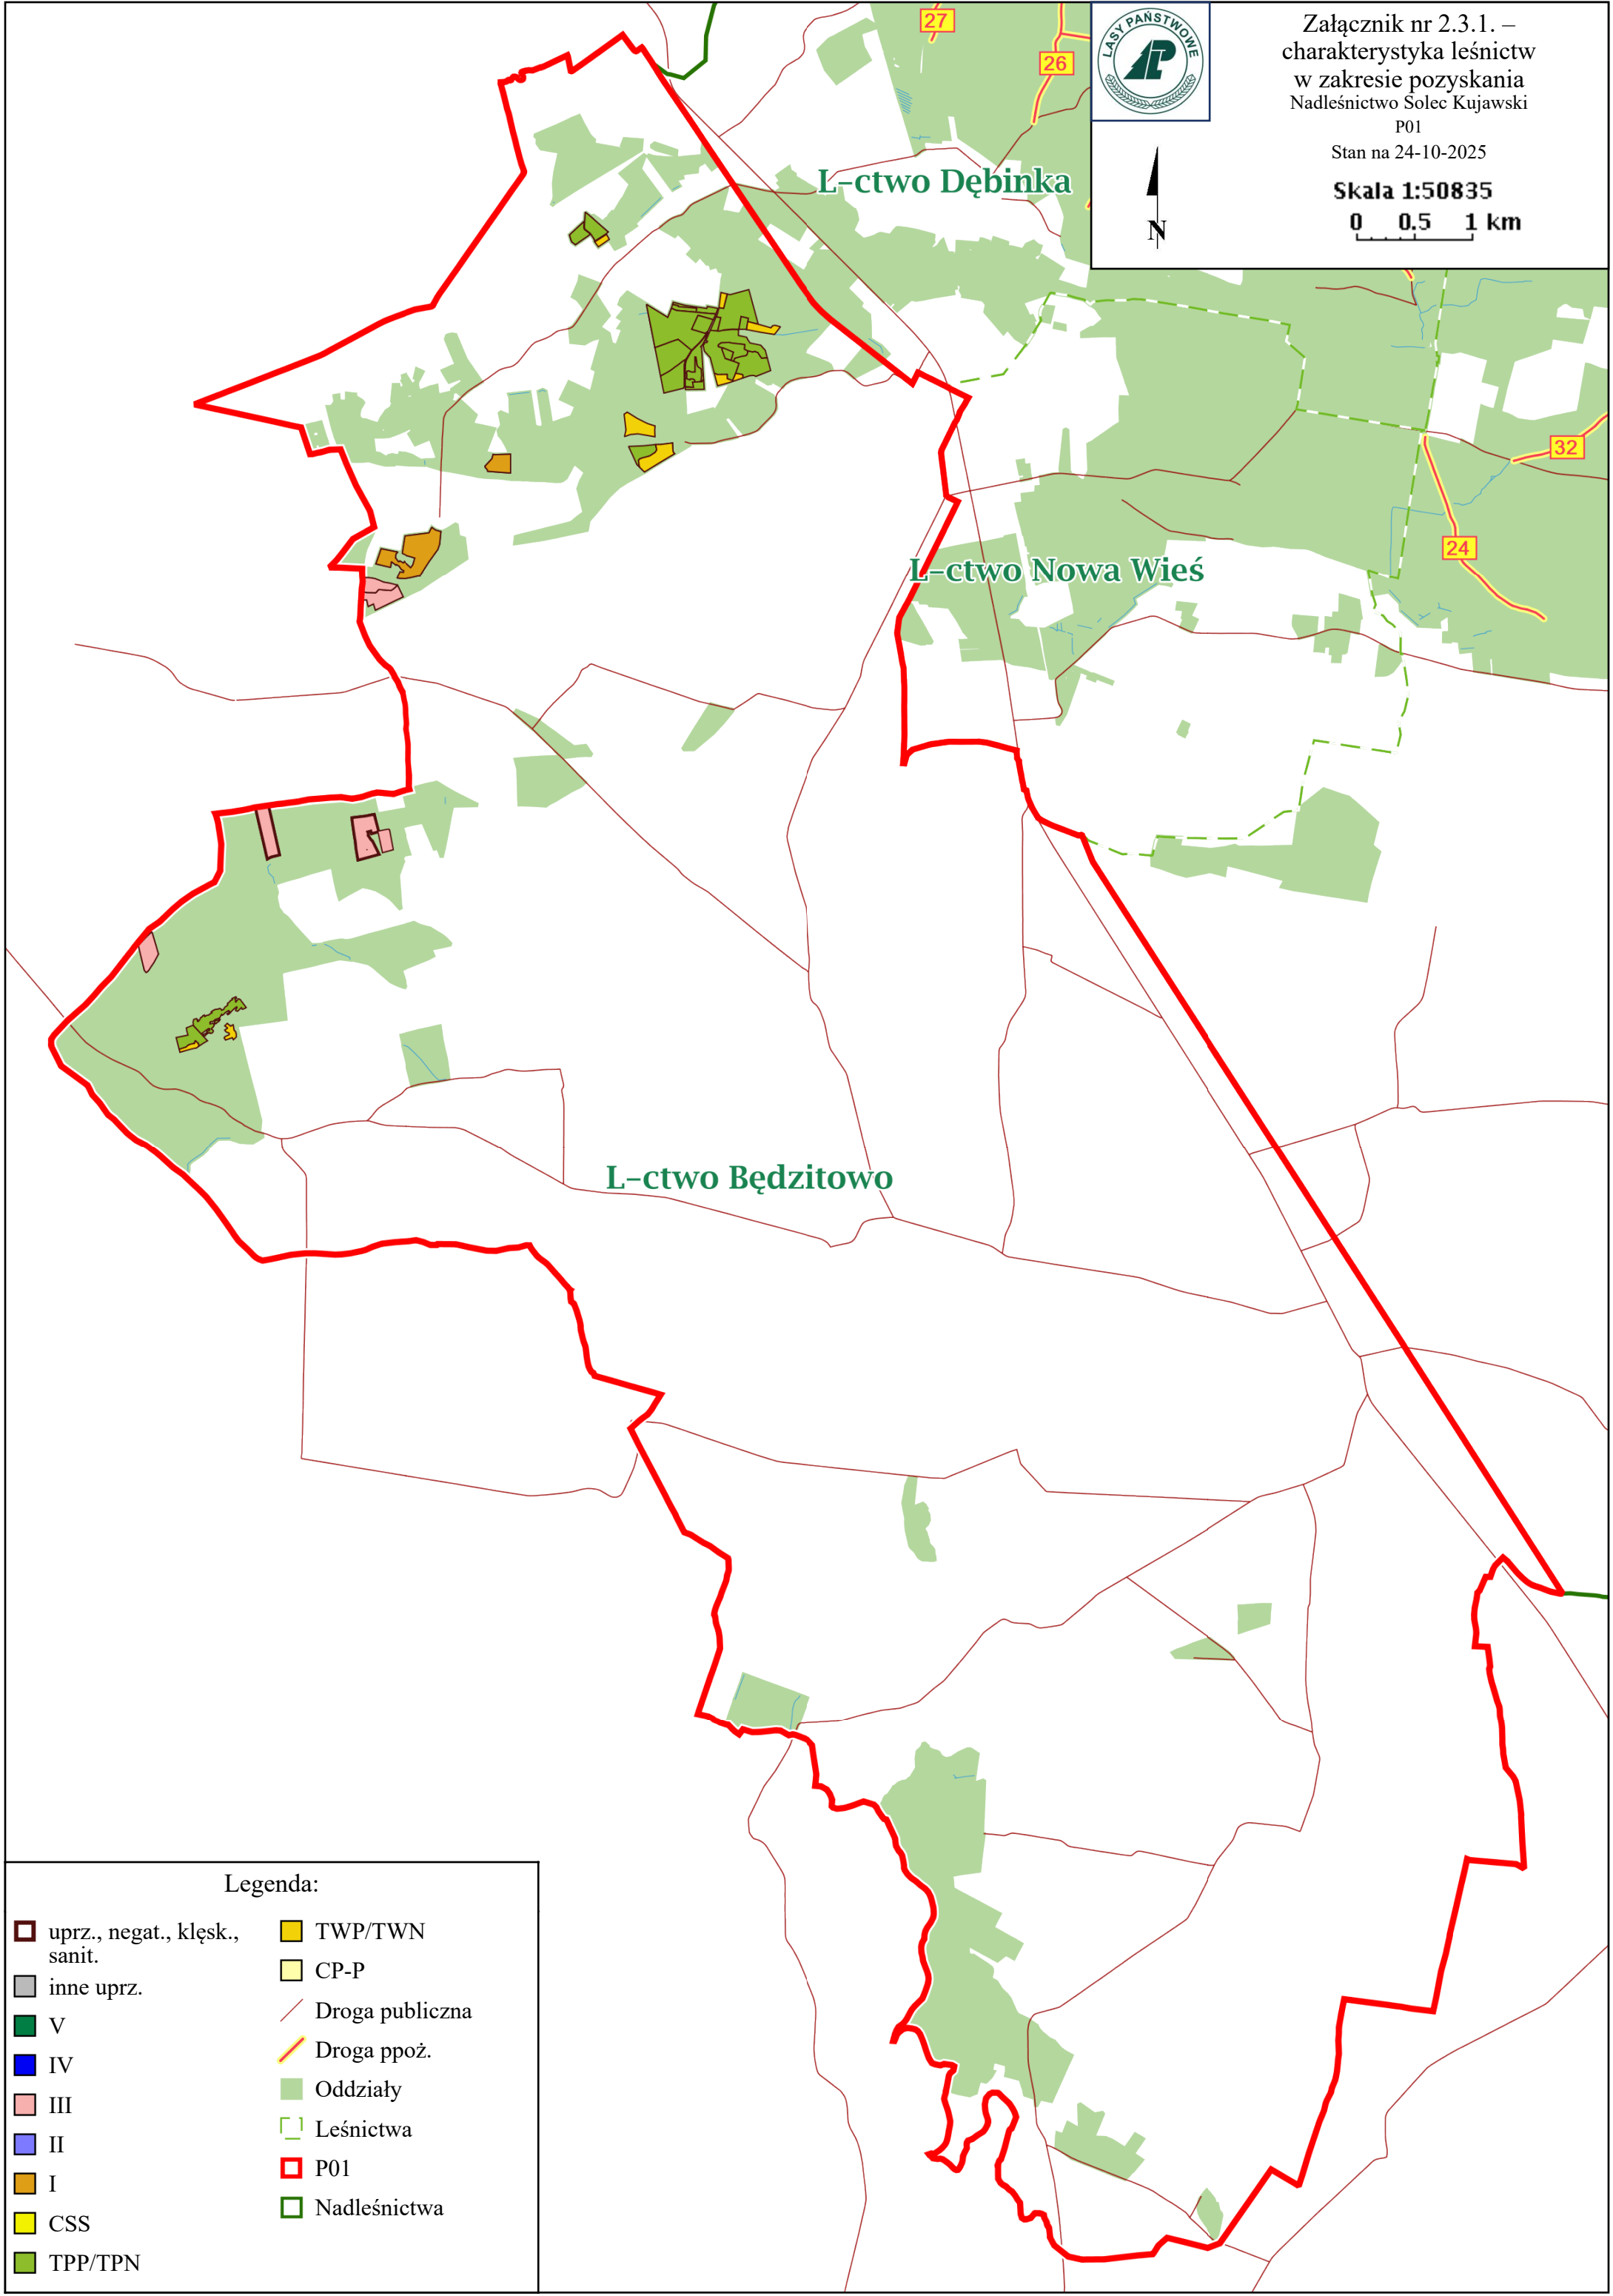 27
26
LASY PAŃSTWOWE
LP
Załącznik nr 2.3.1. –
charakterystyka leśnictw
w zakresie pozyskania
Nadleśnictwo Solec Kujawski
P01
Stan na 24-10-2025
Skala 1:50835
0 0.5 1 km
N
L-ctwo Dębinka
32
24
L-ctwo Nowa Wieś
L-ctwo Będzitowo
Legenda:
uprz., negat., klęsk.,
sanit.
inne uprz.
V
IV
III
II
I
CSS
TPP/TPN
TWP/TWN
CP-P
Droga publiczna
Droga ppoż.
Oddziały
Leśnictwa
P01
Nadleśnictwa